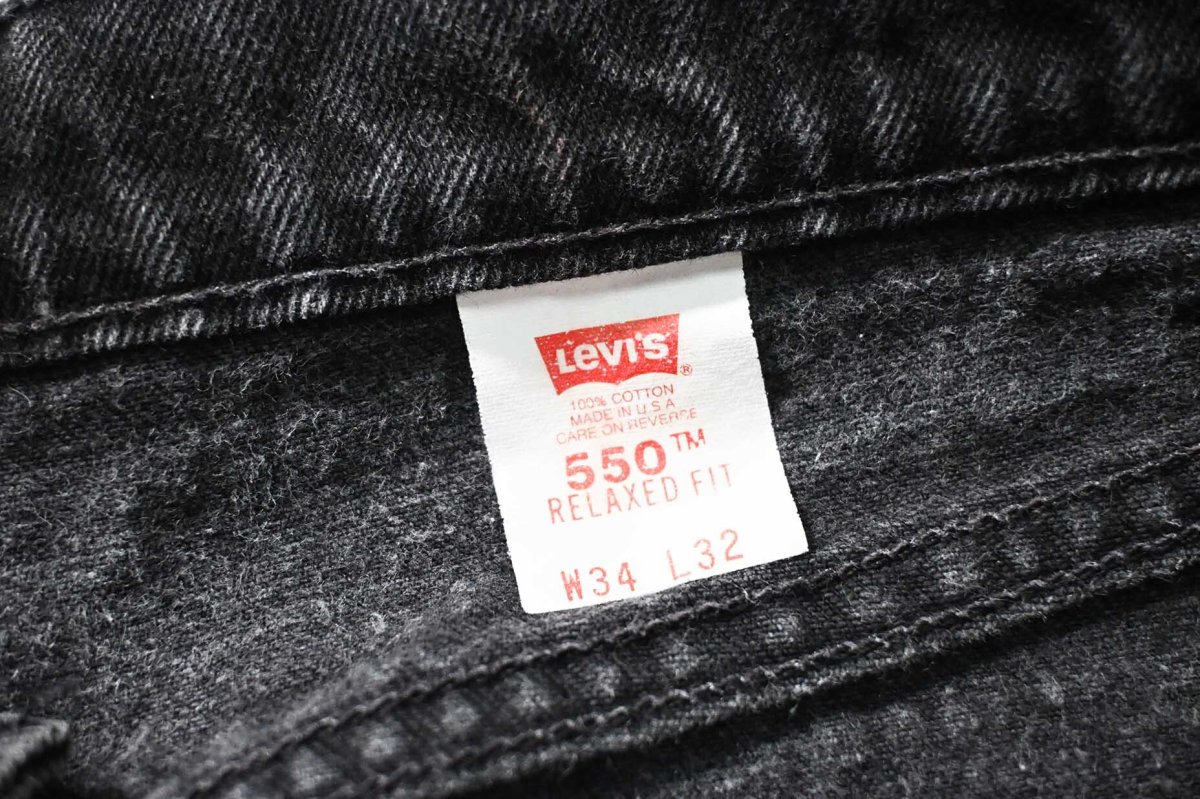 Levi's ®
100% COTTON
MADE IN U S A
CARE ON REVERSE
550™
RELAXED FIT
W34 L32